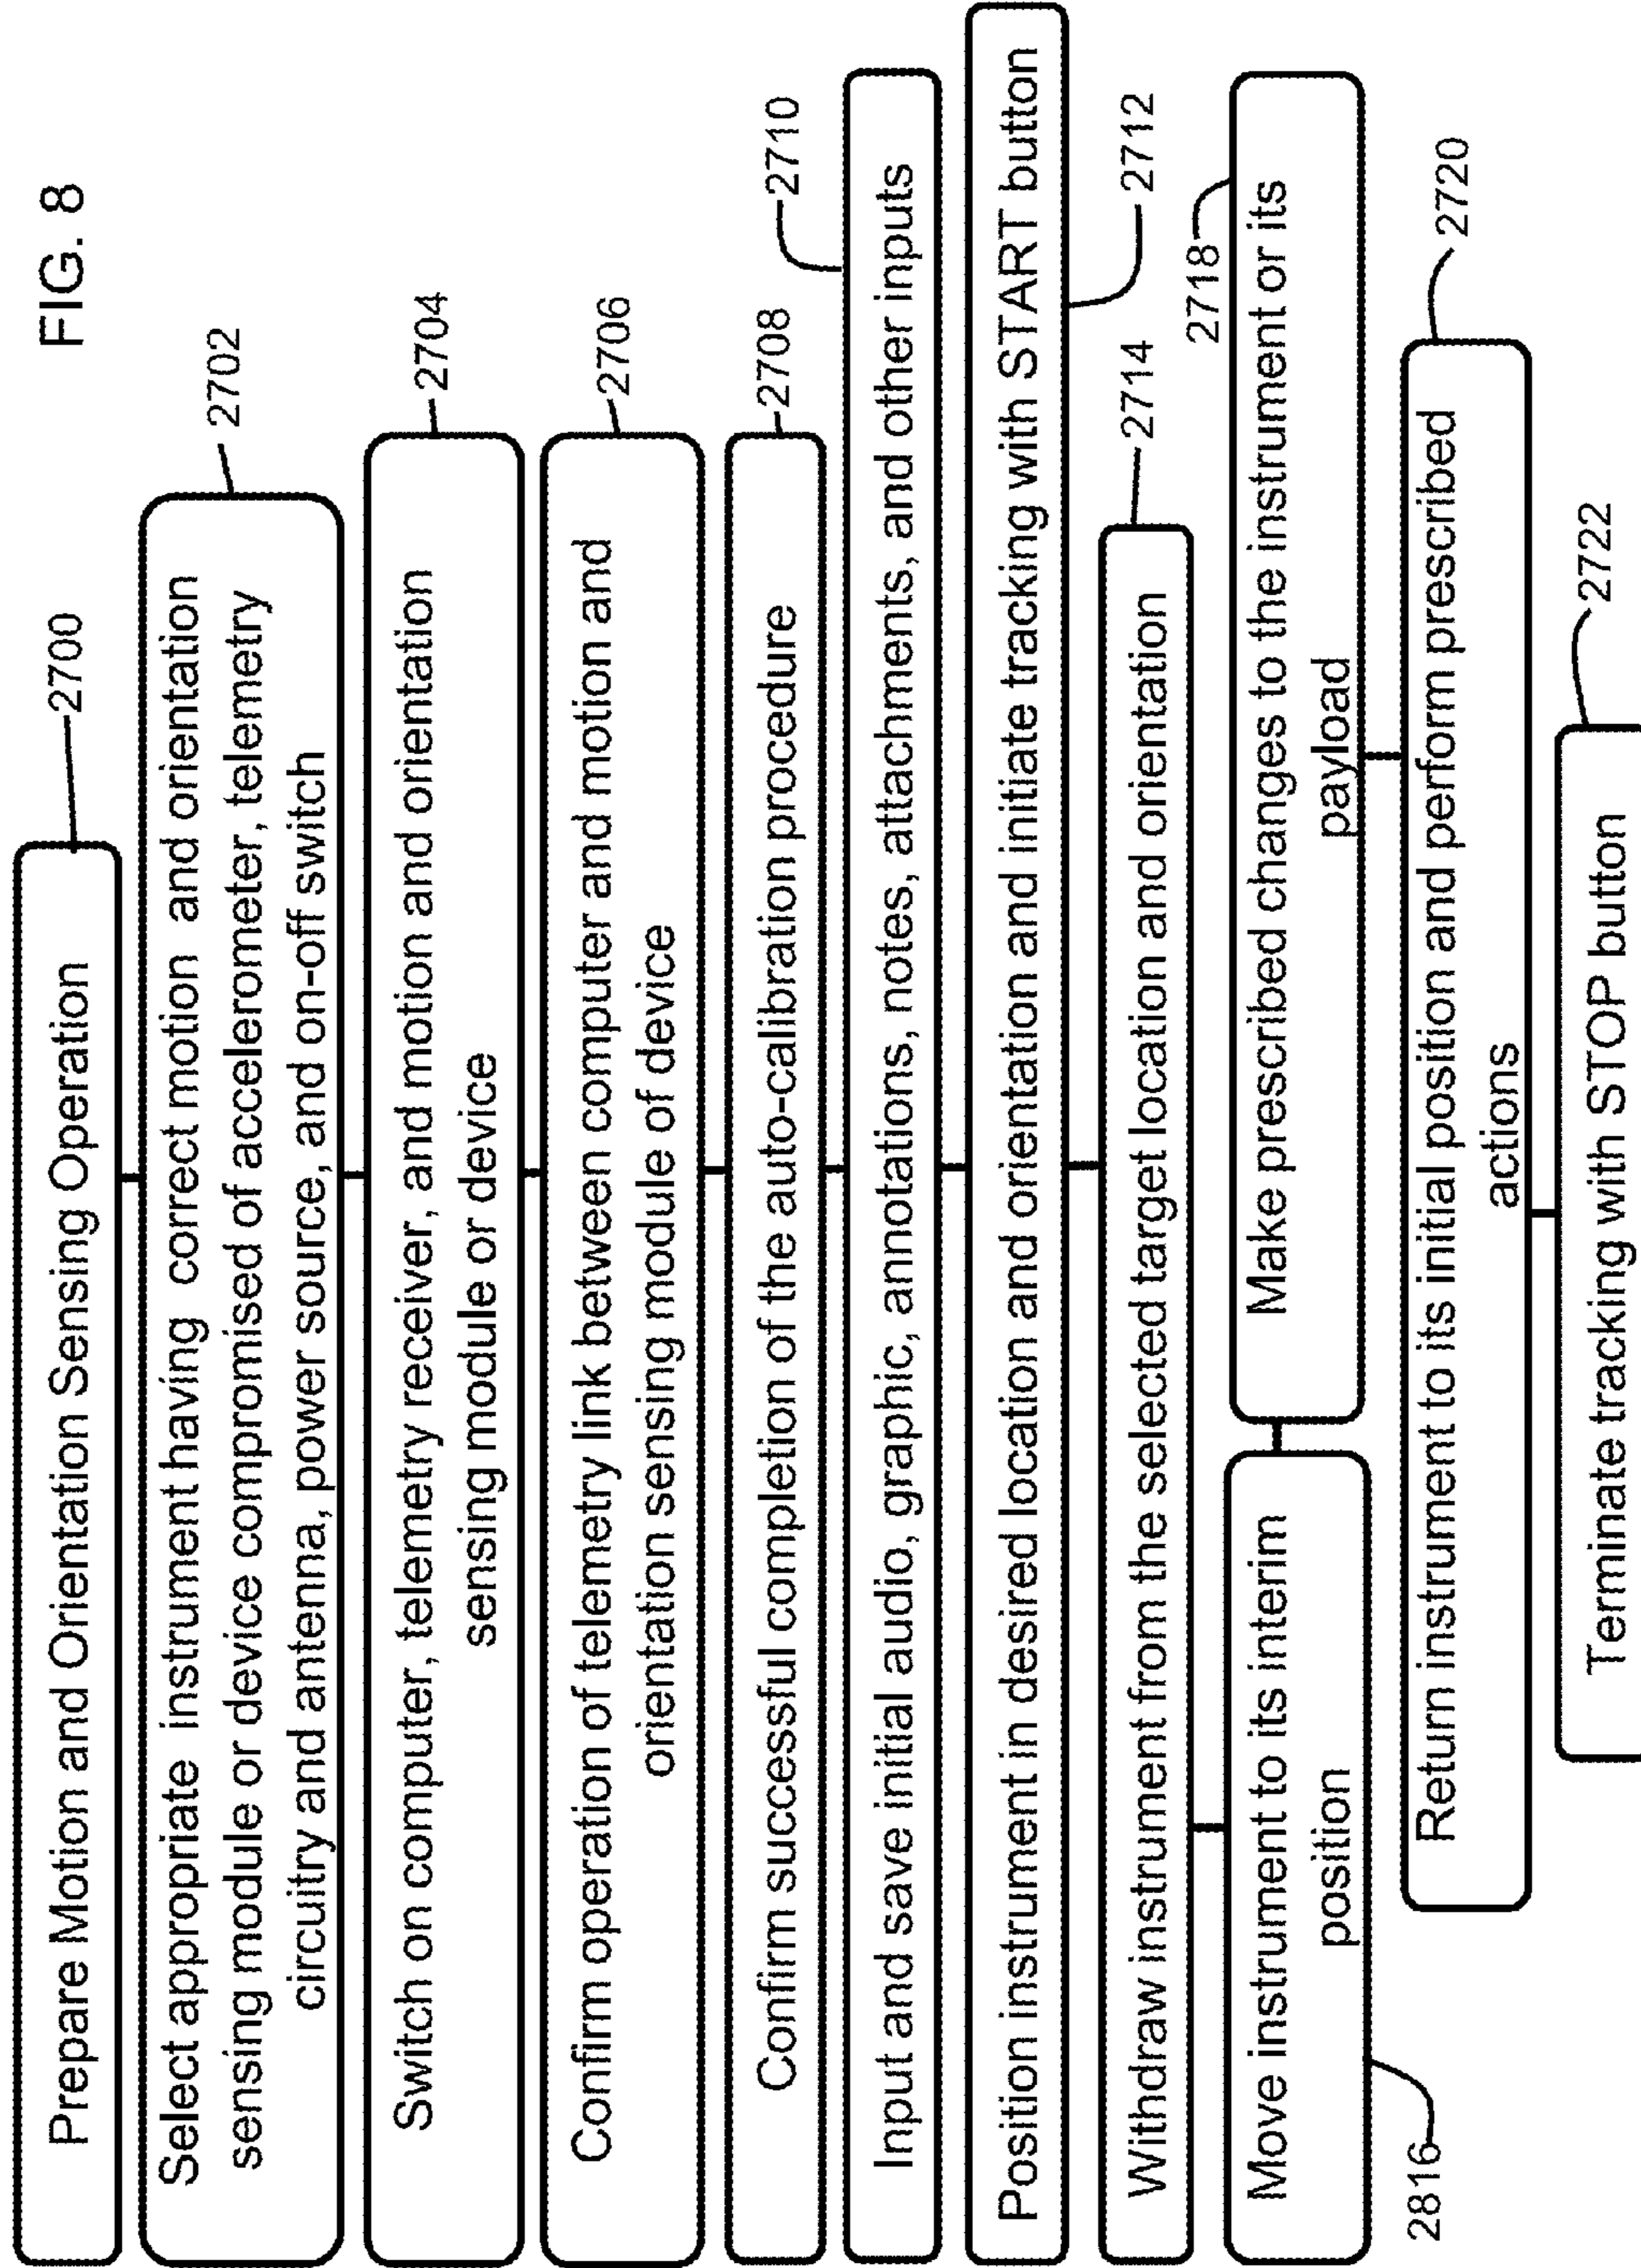 FIG. 8
Prepare Motion and Orientation Sensing Operation
2700
Select appropriate instrument having correct motion and orientation
sensing module or device compromised of accelerometer, telemetry
circuitry and antenna, power source, and on-off switch
2702
Switch on computer, telemetry receiver, and motion and orientation
sensing module or device
2704
Confirm operation of telemetry link between computer and motion and
orientation sensing module of device
2706
Confirm successful completion of the auto-calibration procedure
2708
Input and save initial audio, graphic, annotations, notes, attachments, and other inputs
2710
Position instrument in desired location and orientation and initiate tracking with START button
2712
Withdraw instrument from the selected target location and orientation
2714
Move instrument to its interim
position
2816
Make prescribed changes to the instrument or its
payload
2718
Return instrument to its initial position and perform prescribed
actions
2720
Terminate tracking with STOP button
2722